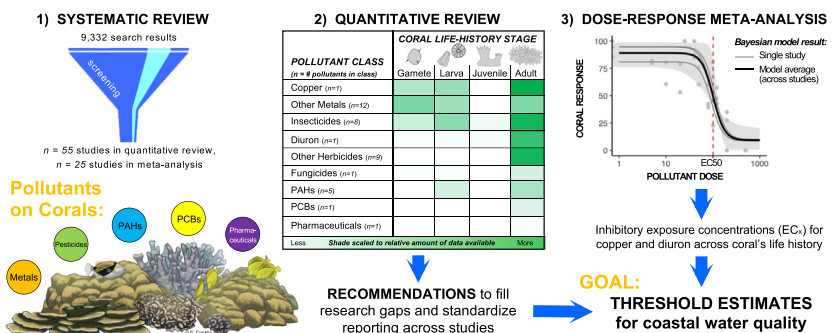 1) SYSTEMATIC REVIEW
9,332 search results
screening
n = 55 studies in quantitative review,
n = 25 studies in meta-analysis
Pollutants
on Corals:
Metals
Pesticides
PAHs
PCBs
Pharma-
ceuticals
2) QUANTITATIVE REVIEW
CORAL LIFE-HISTORY STAGE
POLLUTANT CLASS
(n = # pollutants in class)
Gamete Larva Juvenile Adult
Copper (n=1)
Other Metals (n=12)
Insecticides (n=8)
Diuron (n=1)
Other Herbicides (n=9)
Fungicides (n=1)
PAHs (n=5)
PCBs (n=1)
Pharmaceuticals (n=1)
Less Shade scaled to relative amount of data available More
RECOMMENDATIONS to fill
research gaps and standardize
reporting across studies
3) DOSE-RESPONSE META-ANALYSIS
Bayesian model result:
Single study
Model average
(across studies)
CORAL RESPONSE
100
75
50
25
0
1 10 EC50 1000
POLLUTANT DOSE
Inhibitory exposure concentrations (ECx) for
copper and diuron across coral's life history
GOAL:
THRESHOLD ESTIMATES
for coastal water quality